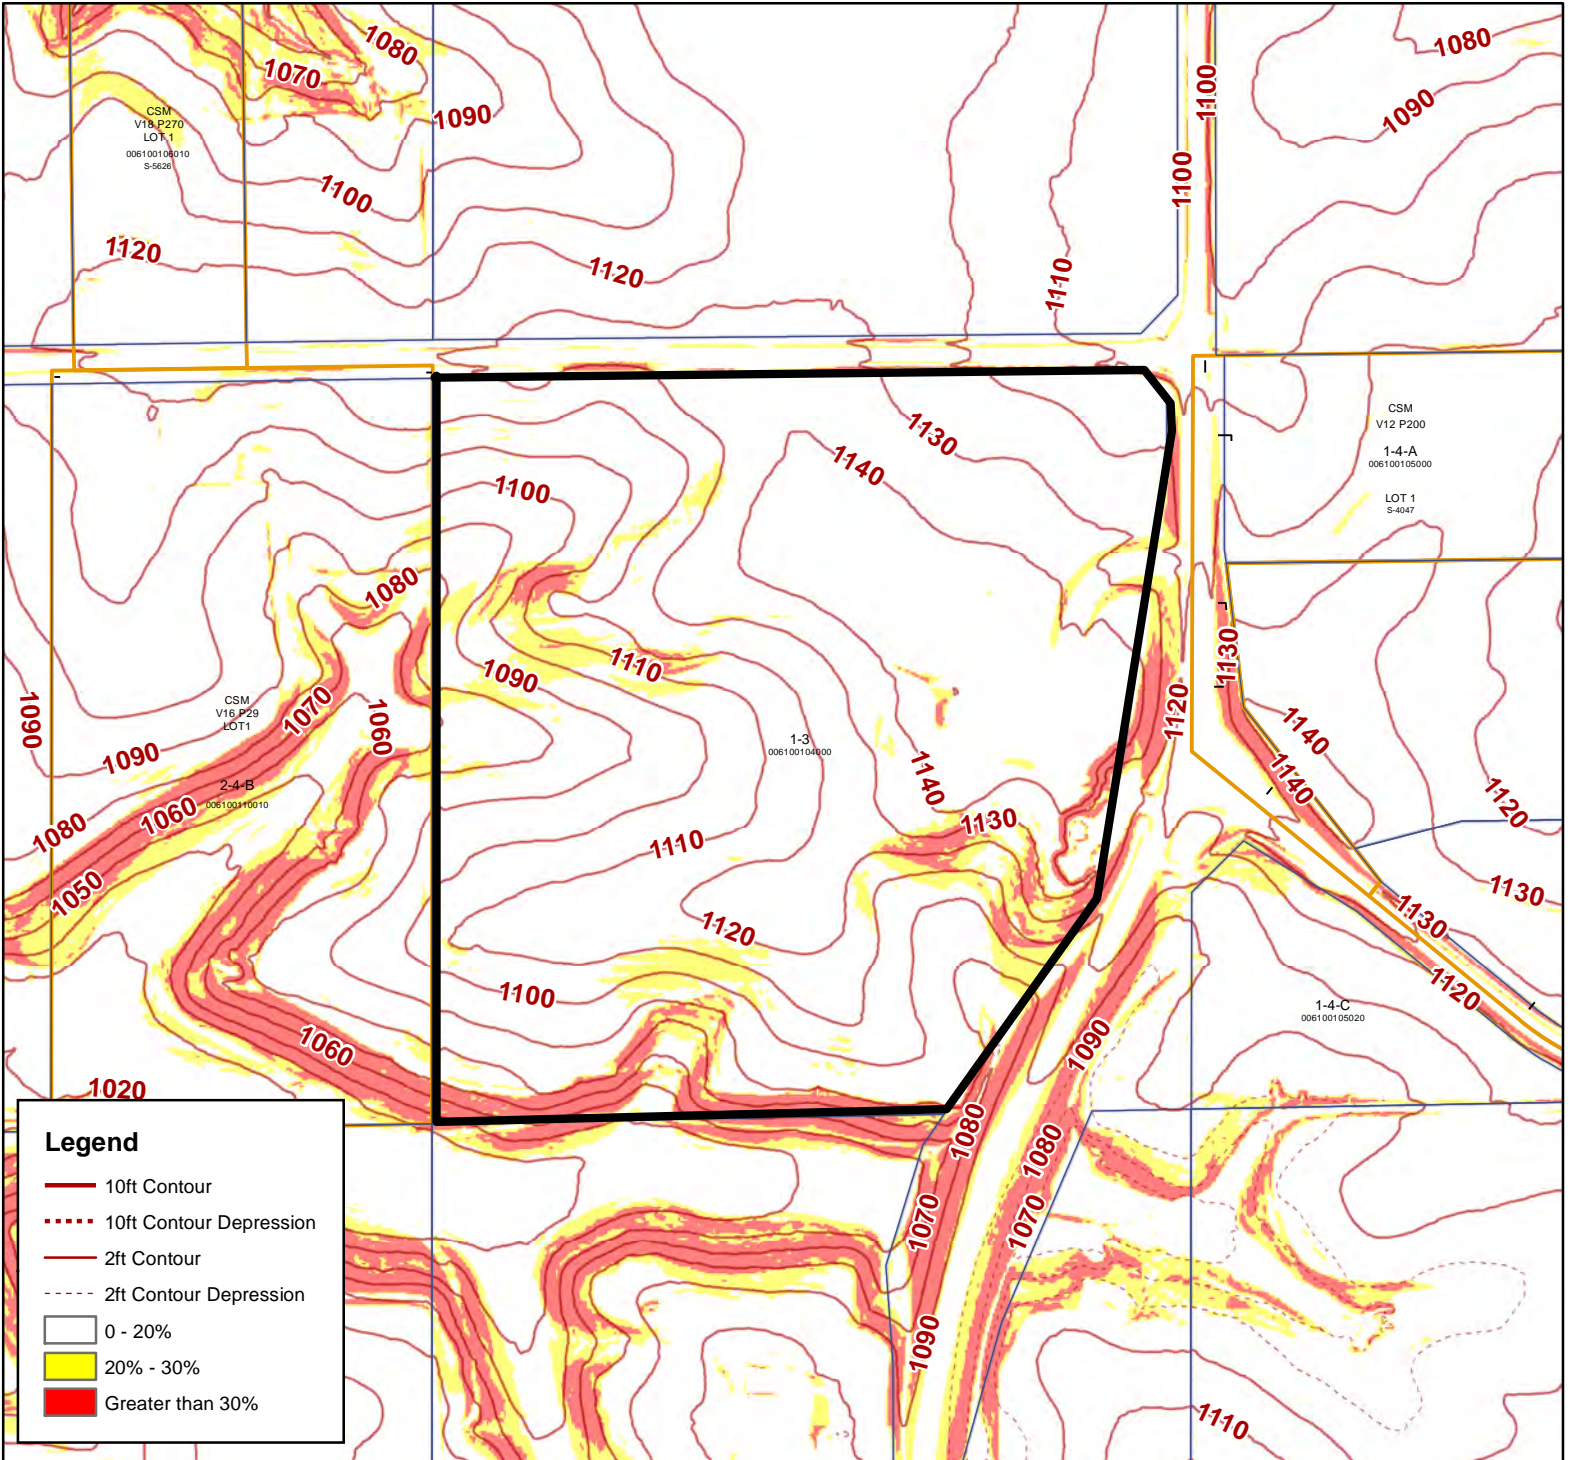 1080
1070
1090
CSM
V18 P270
LOT 1
006100106010
S-5626
1100
1120
1120
1100
1100
1110
1080
1090
1130
1140
1100
CSM
V12 P200
1-4-A
006100105000
LOT 1
S-4047
1080
1110
1090
1070
1060
1090
CSM
V16 P29
LOT1
1090
2-4-B
006100110010
1080
1060
1050
1-3
006100104000
1140
1130
1110
1120
1100
1060
1020
1130
1120
1140
1140
1120
1130
1130
1120
1-4-C
006100105020
1090
1080
1080
1070
1070
1090
1110
Legend
10ft Contour
10ft Contour Depression
2ft Contour
2ft Contour Depression
0 - 20%
20% - 30%
Greater than 30%